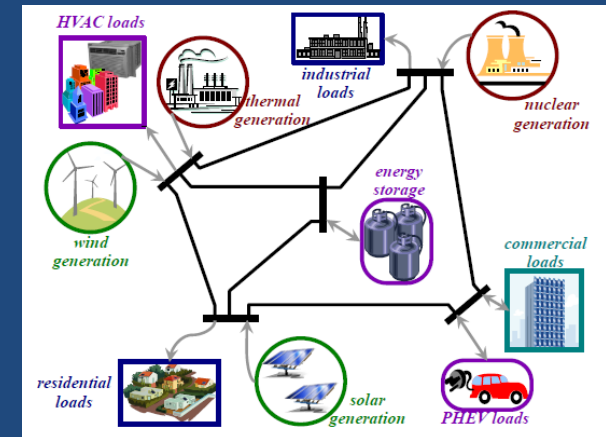 HVAC loads
thermal
generation
industrial
loads
nuclear
generation
wind
generation
energy
storage
commercial
loads
residential
loads
solar
generation
PHEV loads